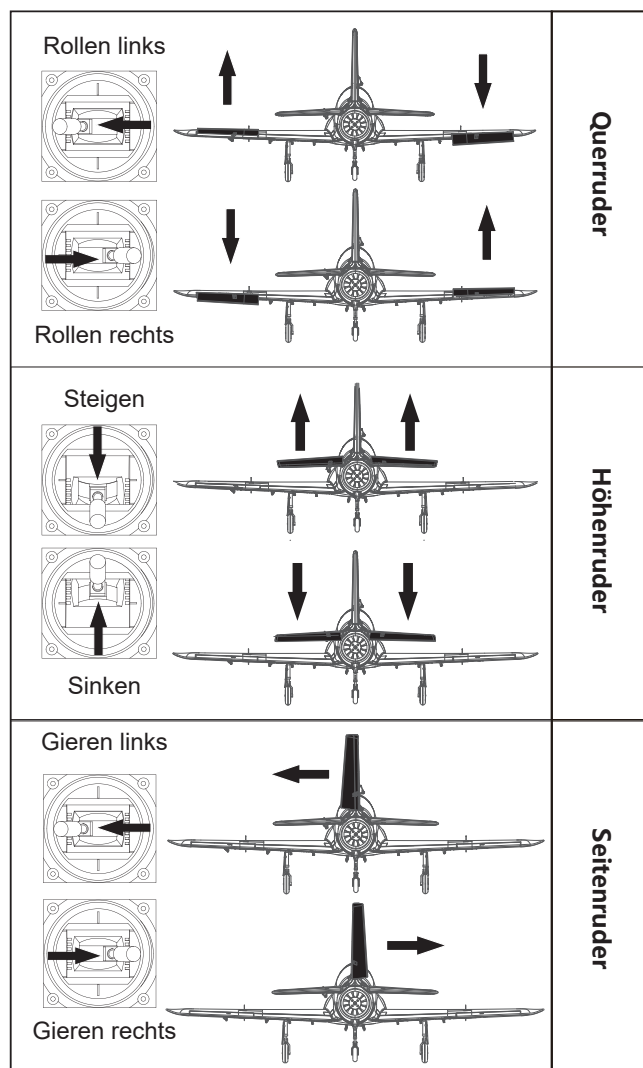 Rollen links
Rollen rechts
Querruder
Steigen
Sinken
Höhenruder
Gieren links
Gieren rechts
Seitenruder